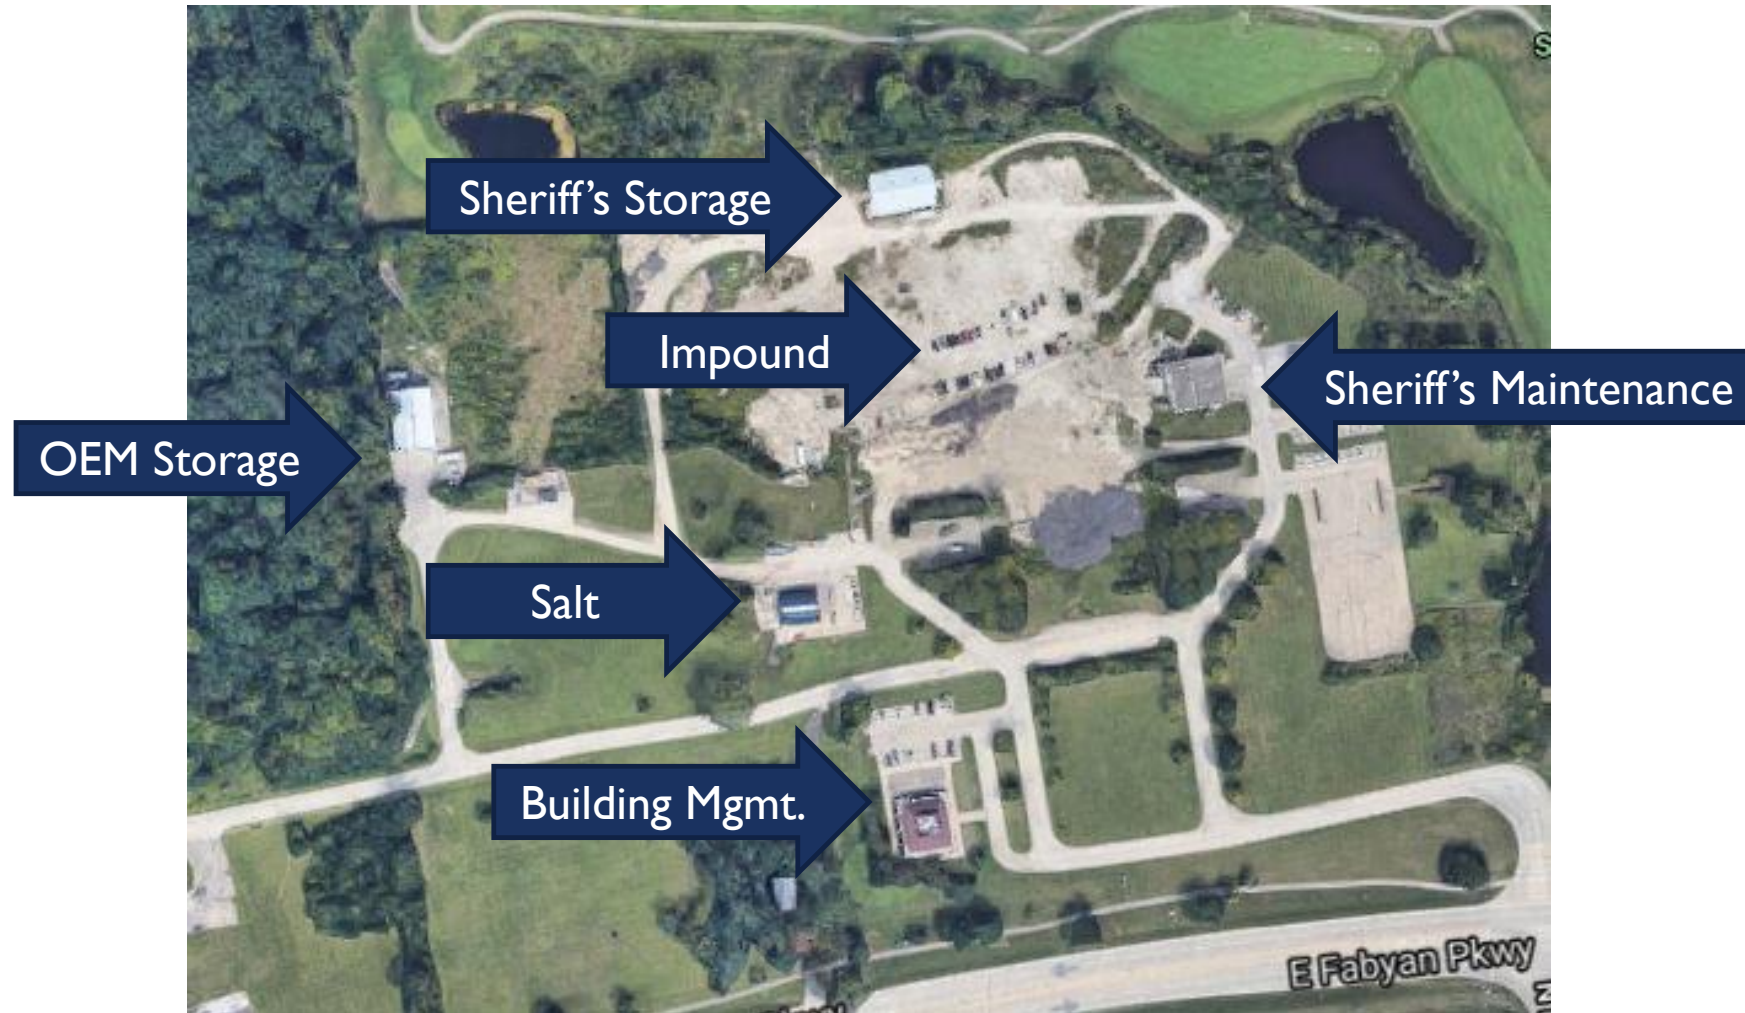 Sheriff’s Storage
Impound
Sheriff’s Maintenance
OEM Storage
Salt
Building Mgmt.
E Fabyan Pkwy